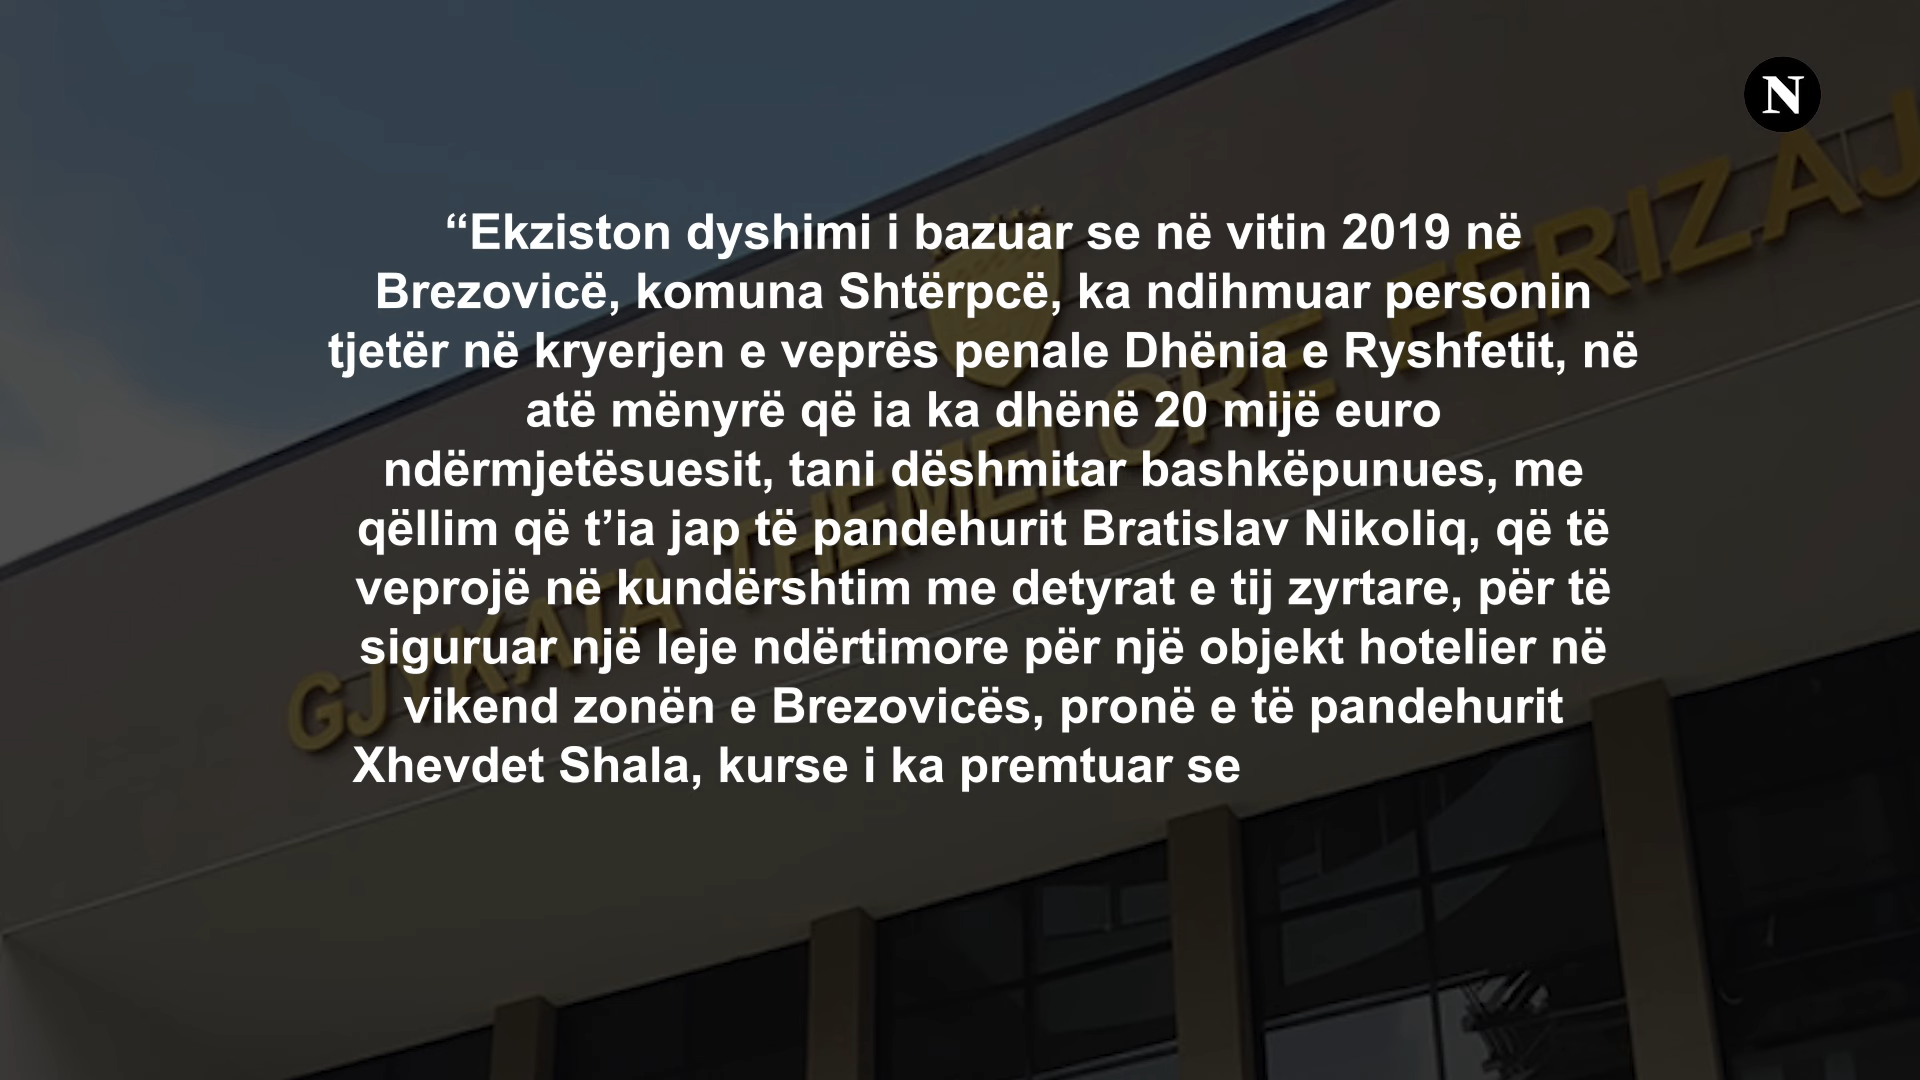 N
“Ekziston dyshimi i bazuar se në vitin 2019 në
Brezovicë, komuna Shtërpcë, ka ndihmuar personin
tjetër në kryerjen e veprës penale Dhënia e Ryshfetit, në
atë mënyrë që ia ka dhënë 20 mijë euro
ndërmjetësuesit, tani dëshmitar bashkëpunues, me
qëllim që t’ia jap të pandehurit Bratislav Nikoliq, që të
veprojë në kundërshtim me detyrat e tij zyrtare, për të
siguruar një leje ndërtimore për një objekt hotelier në
vikend zonën e Brezovicës, pronë e të pandehurit
Xhevdet Shala, kurse i ka premtuar se
GJYKATA THEMELORE FERIZAJ